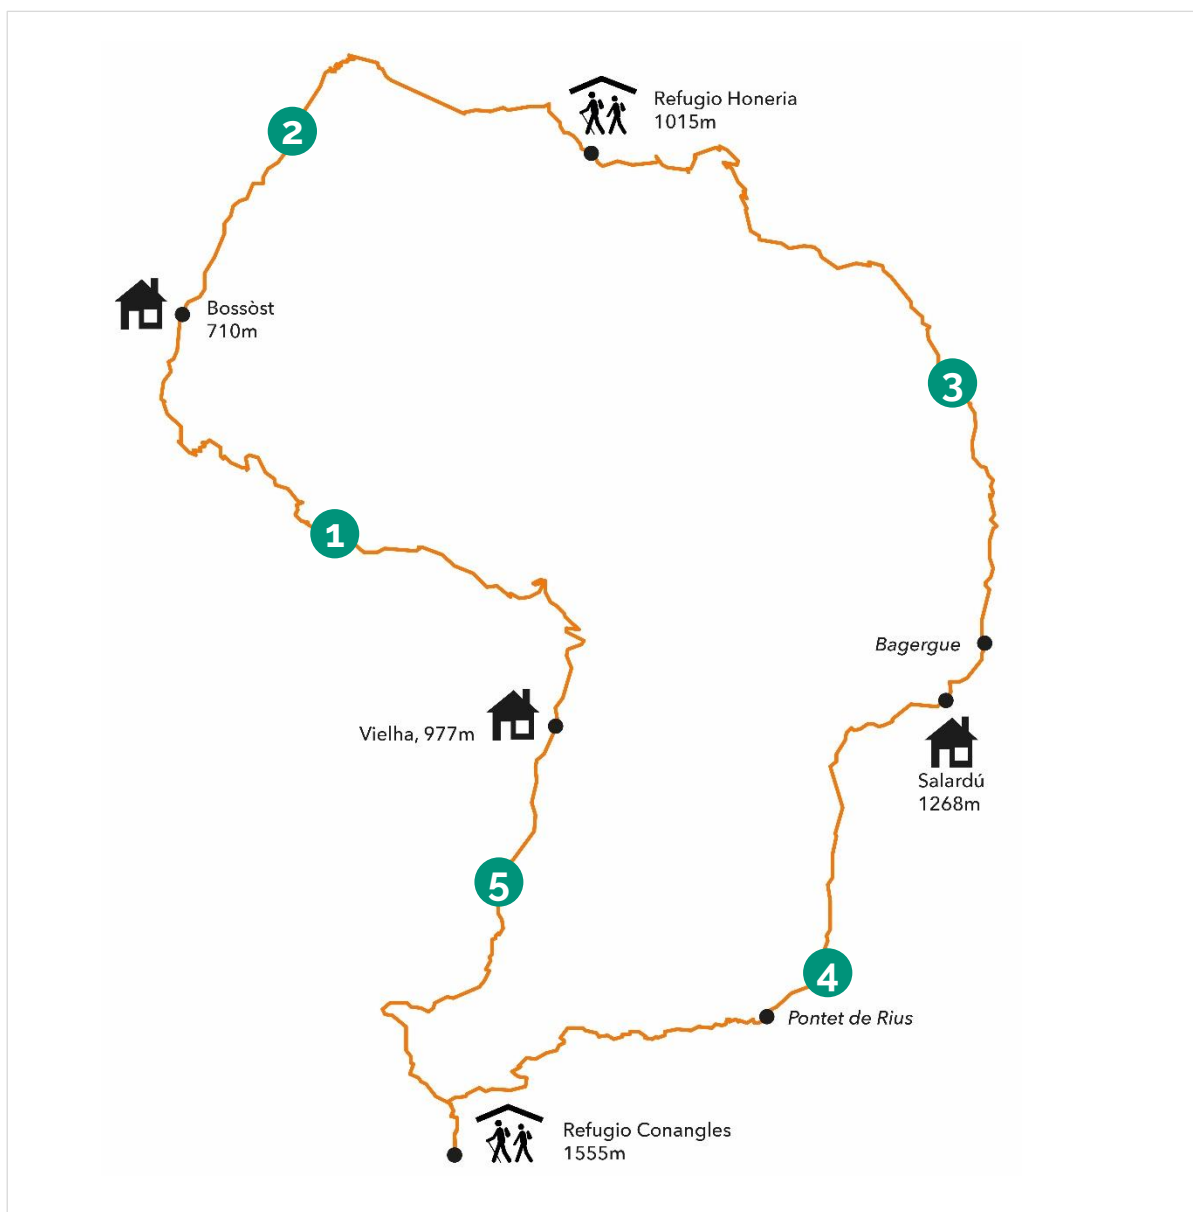 Refugio Honeria
1015m
2
Bossòst
710m
3
1
Bagergue
Vielha, 977m
Salardú
1268m
5
4
Pontet de Rius
Refugio Conangles
1555m